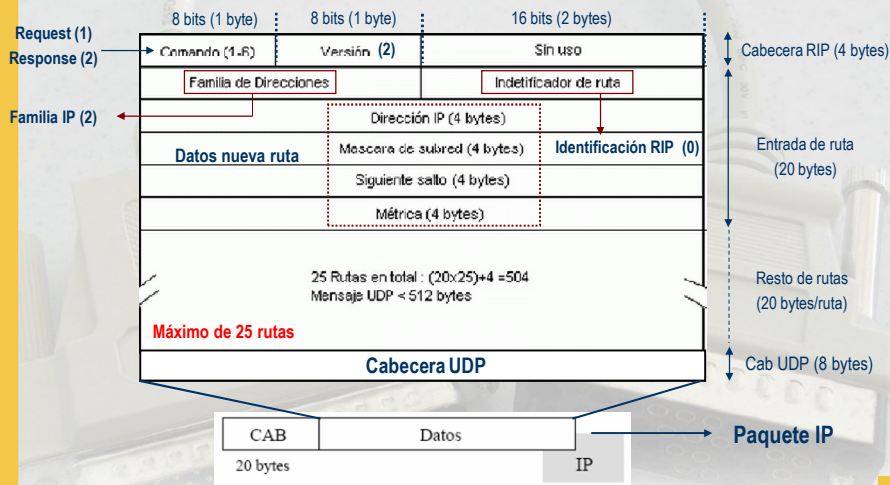 8 bits (1 byte) 8 bits (1 byte) 16 bits (2 bytes)
Request (1)
Response (2)
Comando (1-6) Versión (2) Sin uso
Cabecera RIP (4 bytes)
Familia de Direcciones Indetificador de ruta
Familia IP (2)
Dirección IP (4 bytes)
Datos nueva ruta
Mascara de subred (4 bytes)
Identificación RIP (0)
Entrada de ruta
(20 bytes)
Siguiente salto (4 bytes)
Métrica (4 bytes)
25 Rutas en total : (20x25)+4 =504
Mensaje UDP < 512 bytes
Resto de rutas
(20 bytes/ruta)
Máximo de 25 rutas
Cabecera UDP
Cab UDP (8 bytes)
CAB Datos
Paquete IP
20 bytes IP